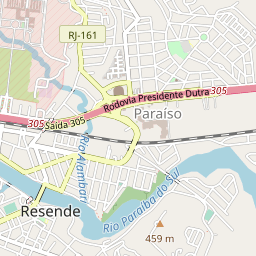 RJ-161
305
Rodovia Presidente Dutra
Paraíso
305
Saída 305
Rio Alambari
Resende
Rio Paraíba do Sul
459 m